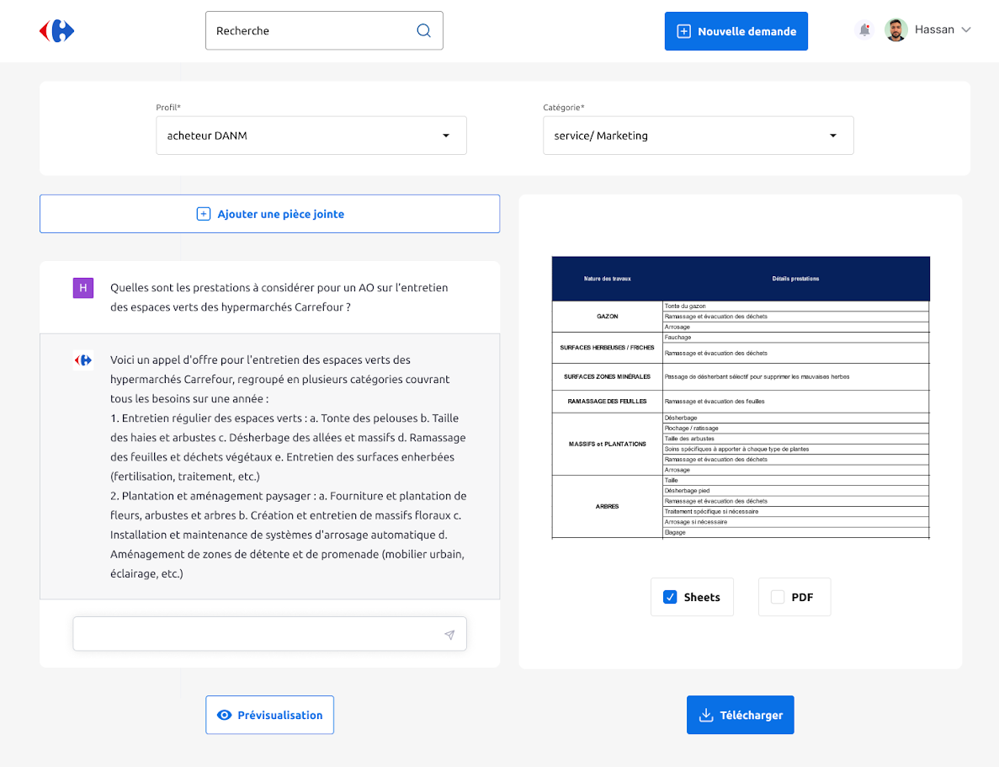 Recherche
Nouvelle demande
Hassan
Profil*
acheteur DANM
Catégorie*
service/ Marketing
Ajouter une pièce jointe
H
Quelles sont les prestations à considérer pour un AO sur l'entretien
des espaces verts des hypermarchés Carrefour ?
Voici un appel d'offre pour l'entretien des espaces verts des
hypermarchés Carrefour, regroupé en plusieurs catégories couvrant
tous les besoins sur une année :
1. Entretien régulier des espaces verts : a. Tonte des pelouses b. Taille
des haies et arbustes c. Désherbage des allées et massifs d. Ramassage
des feuilles et déchets végétaux e. Entretien des surfaces enherbées
(fertilisation, traitement, etc.)
2. Plantation et aménagement paysager : a. Fourniture et plantation de
fleurs, arbustes et arbres b. Création et entretien de massifs floraux c.
Installation et maintenance de systèmes d'arrosage automatique d.
Aménagement de zones de détente et de promenade (mobilier urbain,
éclairage, etc.)
Prévisualisation
Nature des travaux
Détails prestations
GAZON
Tonte du gazon
Ramassage et évacuation des déchets
Arrosage
SURFACES HERBEUSES / FRICHES
Fauchage
Ramassage et évacuation des déchets
SURFACES ZONES MINÉRALES
Passage de désherbant sélectif pour supprimer les mauvaises herbes
RAMASSAGE DES FEUILLES
Ramassage et évacuation des feuilles
MASSIFS et PLANTATIONS
Désherbage
Piochage / ratissage
Taille des arbustes
Soins spécifiques à apporter à chaque type de plantes
Ramassage et évacuation des déchets
Arrosage
ARBRES
Taille
Désherbage pied
Ramassage et évacuation des déchets
Traitement spécifique si nécessaire
Arrosage si nécessaire
Elagage
Sheets
PDF
Télécharger